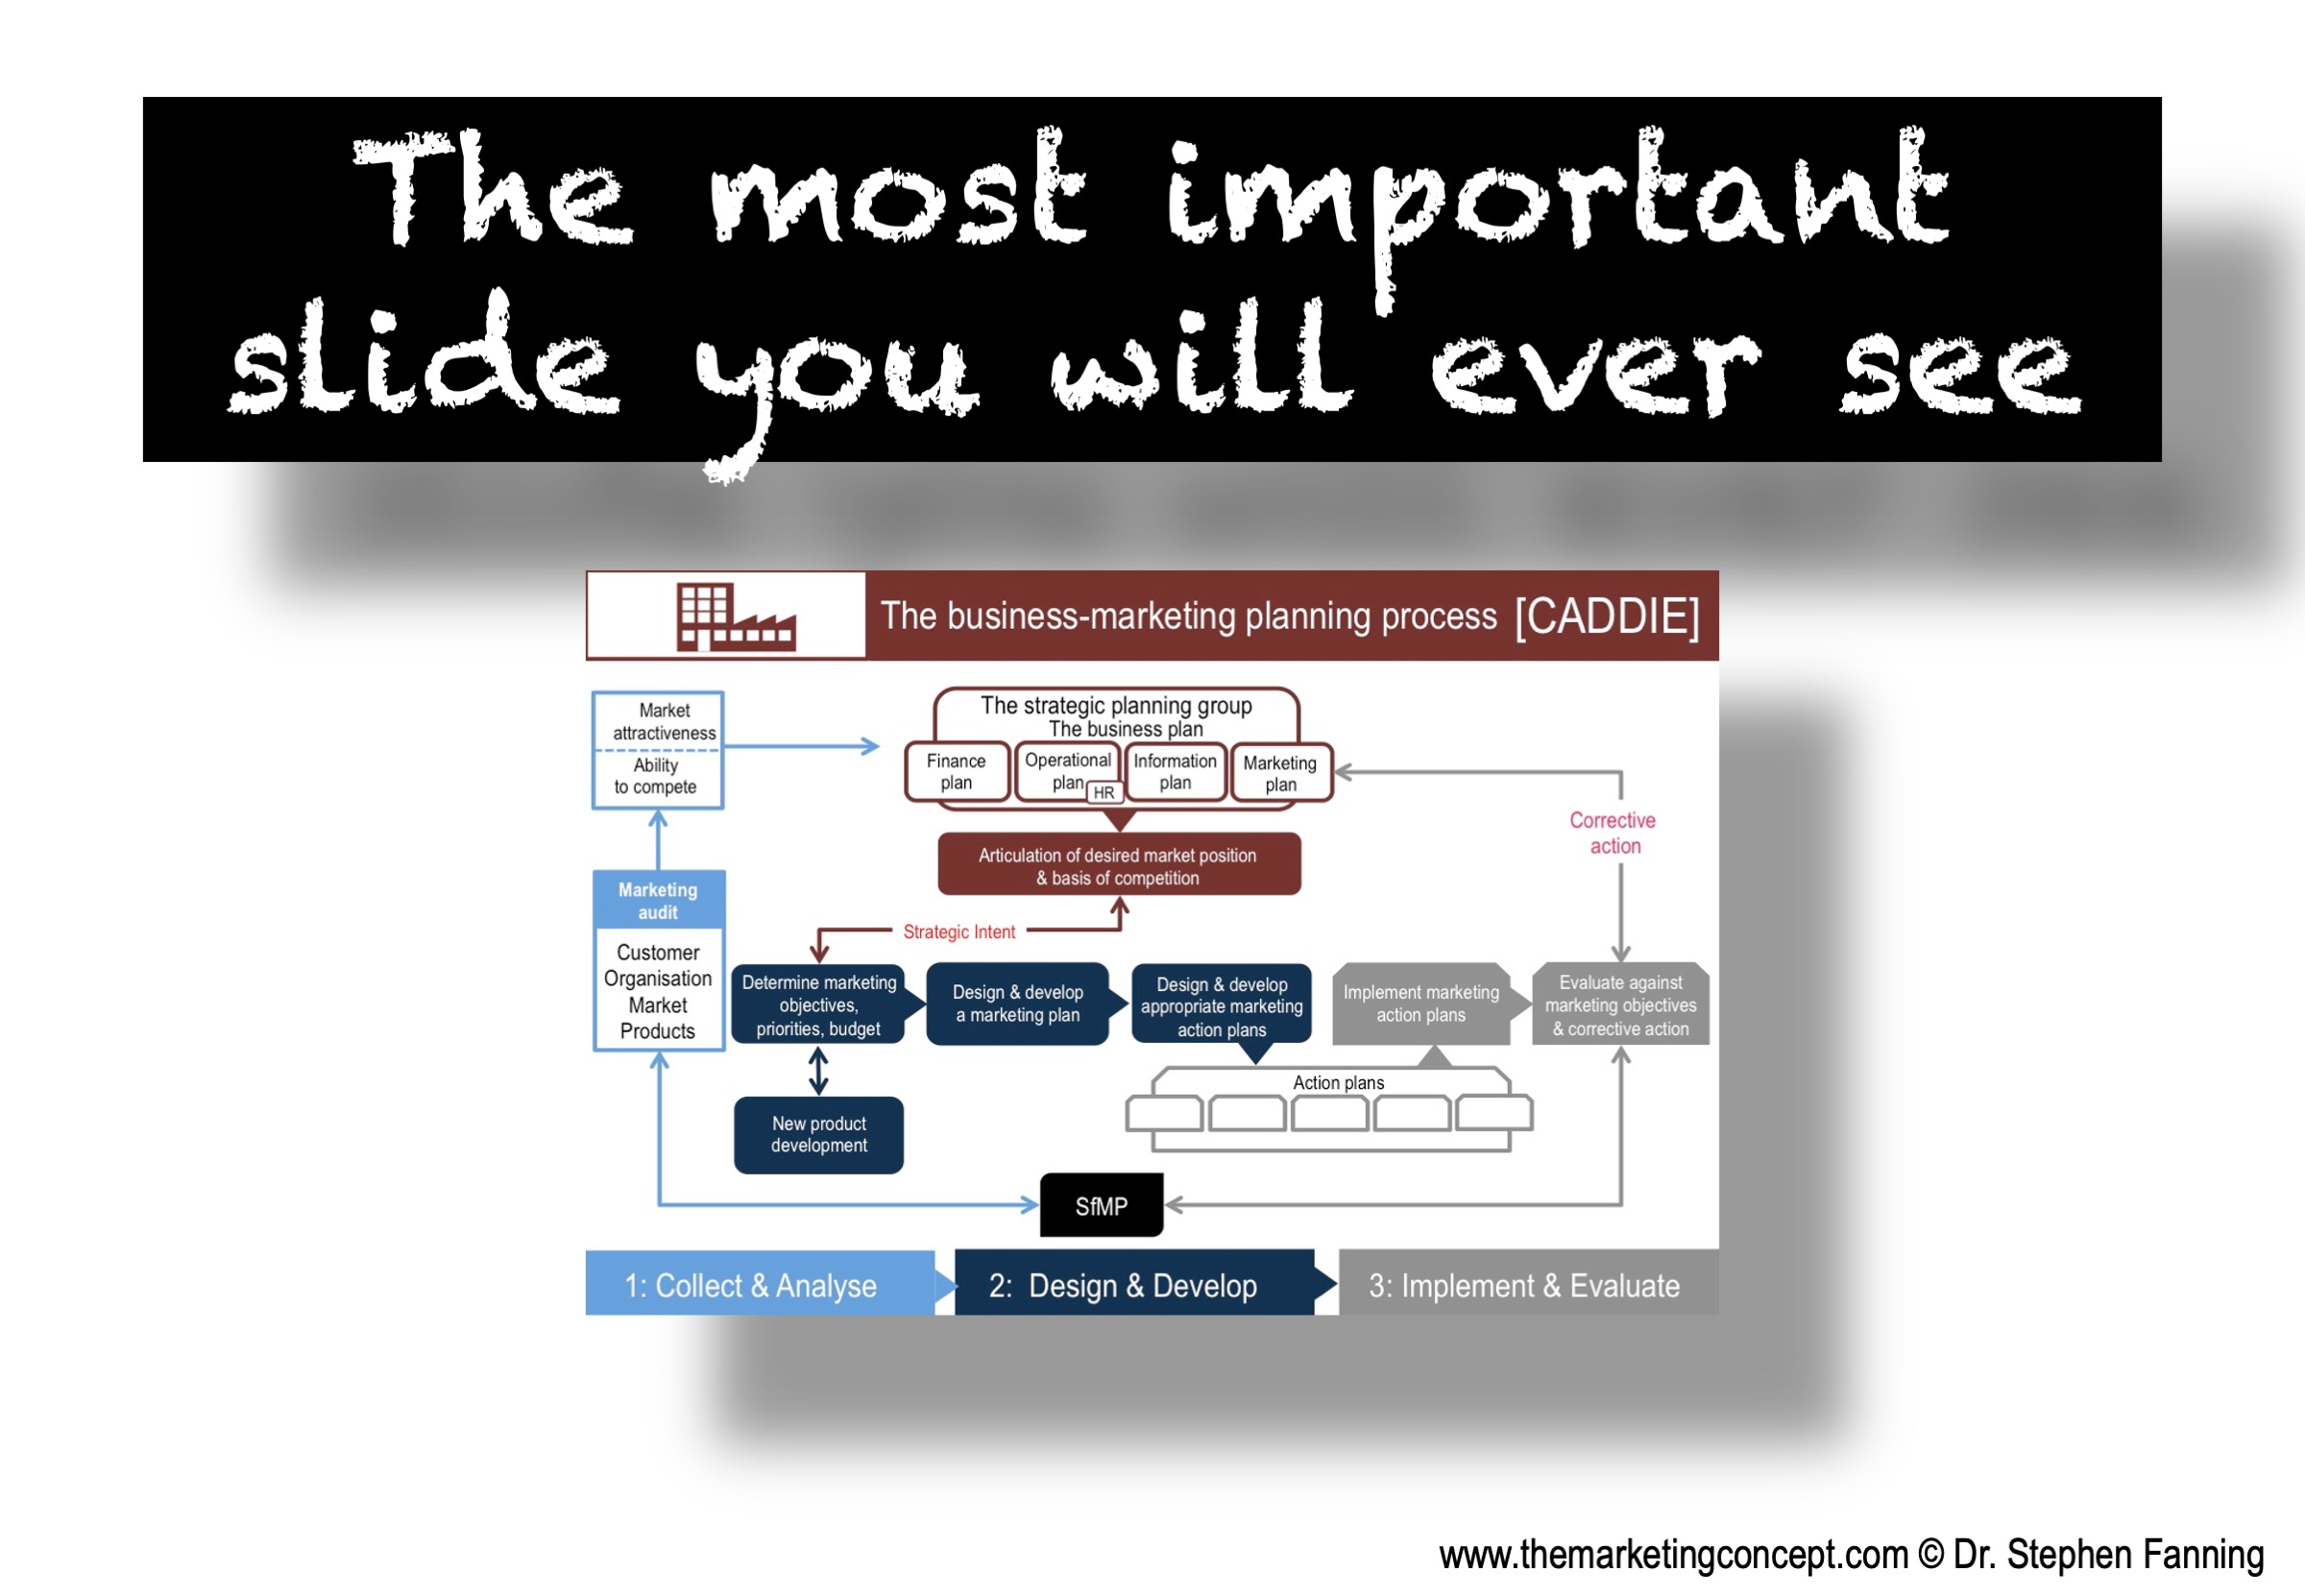 The most important
slide you will ever see
The business-marketing planning process [CADDIE]
Market
attractiveness
Ability
to compete
The strategic planning group
The business plan
Finance
plan
Operational
plan
HR
Information
plan
Marketing
plan
Corrective
action
Articulation of desired market position
& basis of competition
Marketing
audit
Customer
Organisation
Market
Products
Strategic Intent
Determine marketing
objectives,
priorities, budget
Design & develop
a marketing plan
Design & develop
appropriate marketing
action plans
Implement marketing
action plans
Evaluate against
marketing objectives
& corrective action
Action plans
New product
development
SfMP
1: Collect & Analyse
2: Design & Develop
3: Implement & Evaluate
www.themarketingconcept.com © Dr. Stephen Fanning